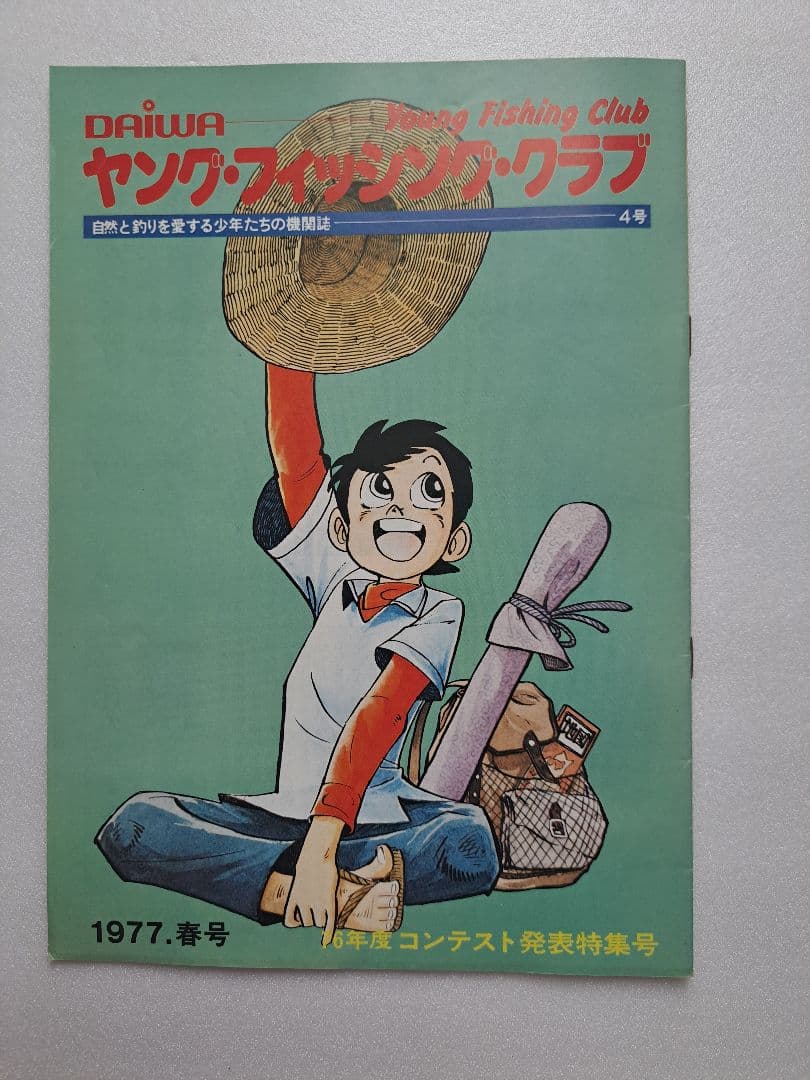 DAIWA
Young Fishing Club
ヤング・フィッシング・クラブ
自然と釣りを愛する少年たちの機関誌
4号
地図
1977.春号
76年度コンテスト発表特集号